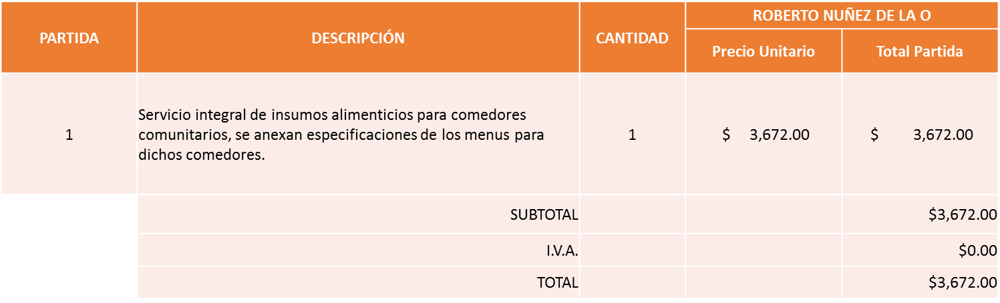 PARTIDA
DESCRIPCIÓN
CANTIDAD
ROBERTO NUÑEZ DE LA O
Precio Unitario
Total Partida
1
Servicio integral de insumos alimenticios para comedores
comunitarios, se anexan especificaciones de los menus para
dichos comedores.
1
$ 3,672.00
$ 3,672.00
SUBTOTAL
$3,672.00
I.V.A.
$0.00
TOTAL
$3,672.00